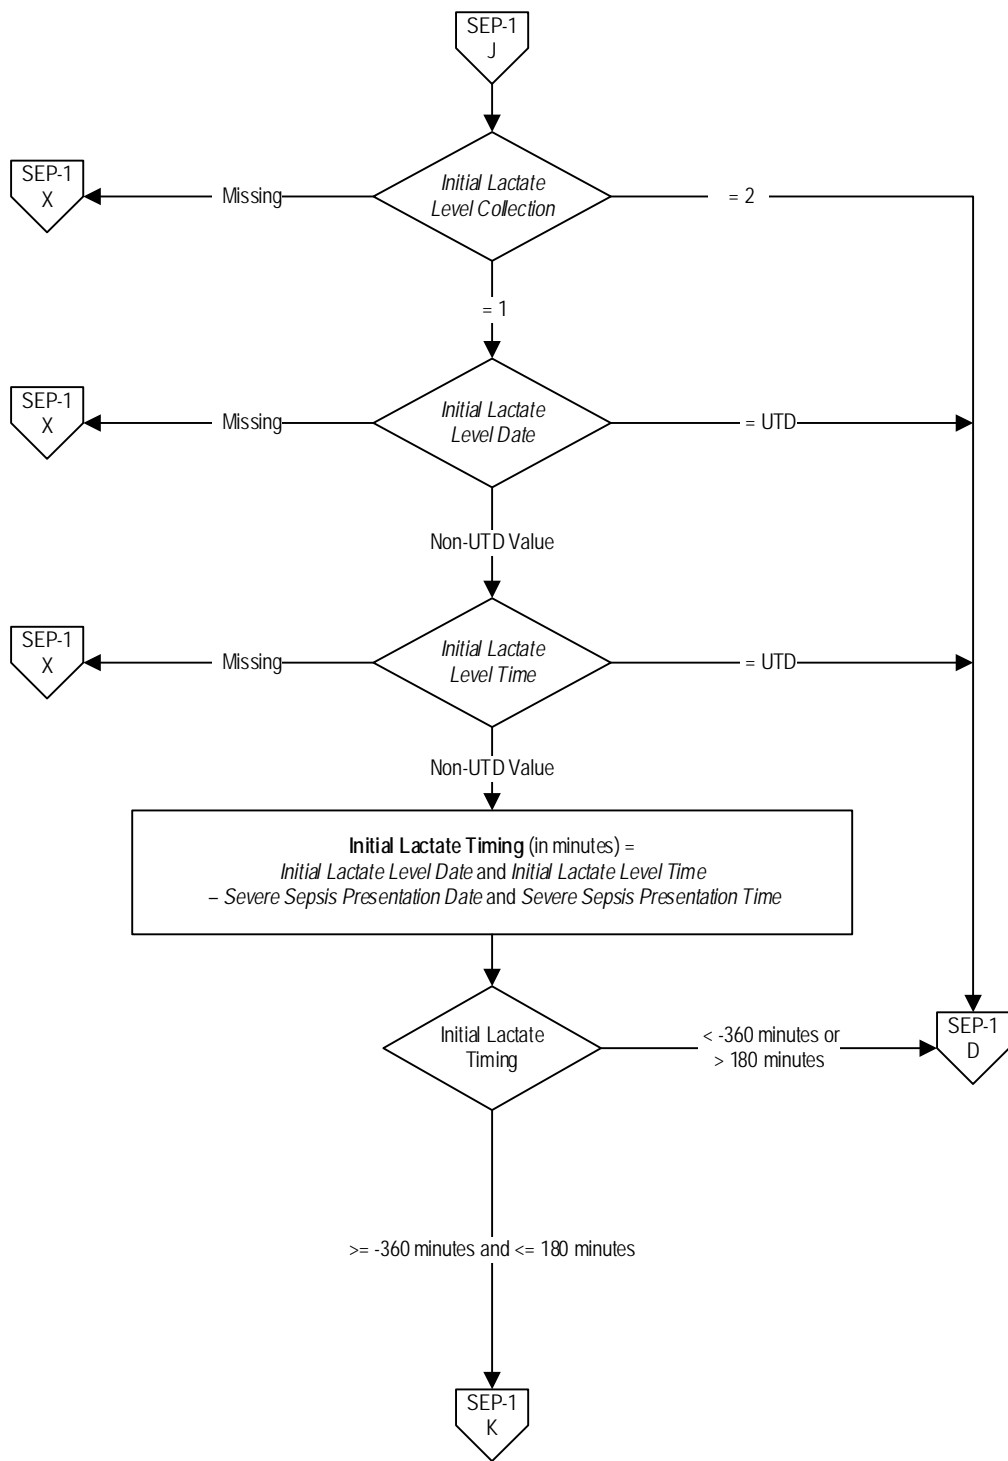 SEP-1
J
SEP-1
X
Missing
Initial Lactate
Level Collection
= 2
= 1
SEP-1
X
Missing
Initial Lactate
Level Date
= UTD
Non-UTD Value
SEP-1
X
Missing
Initial Lactate
Level Time
= UTD
Non-UTD Value
Initial Lactate Timing (in minutes) =
Initial Lactate Level Date and Initial Lactate Level Time
– Severe Sepsis Presentation Date and Severe Sepsis Presentation Time
Initial Lactate
Timing
< -360 minutes or
> 180 minutes
SEP-1
D
>= -360 minutes and <= 180 minutes
SEP-1
K